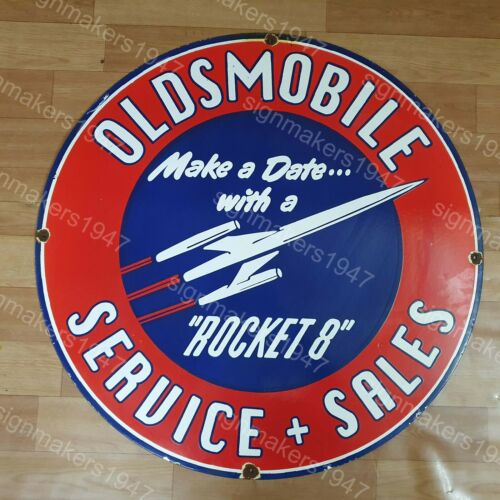 OLDSMOBILE
Make a Date...
with a
"ROCKET 8"
SERVICE + SALES
signmakers1947